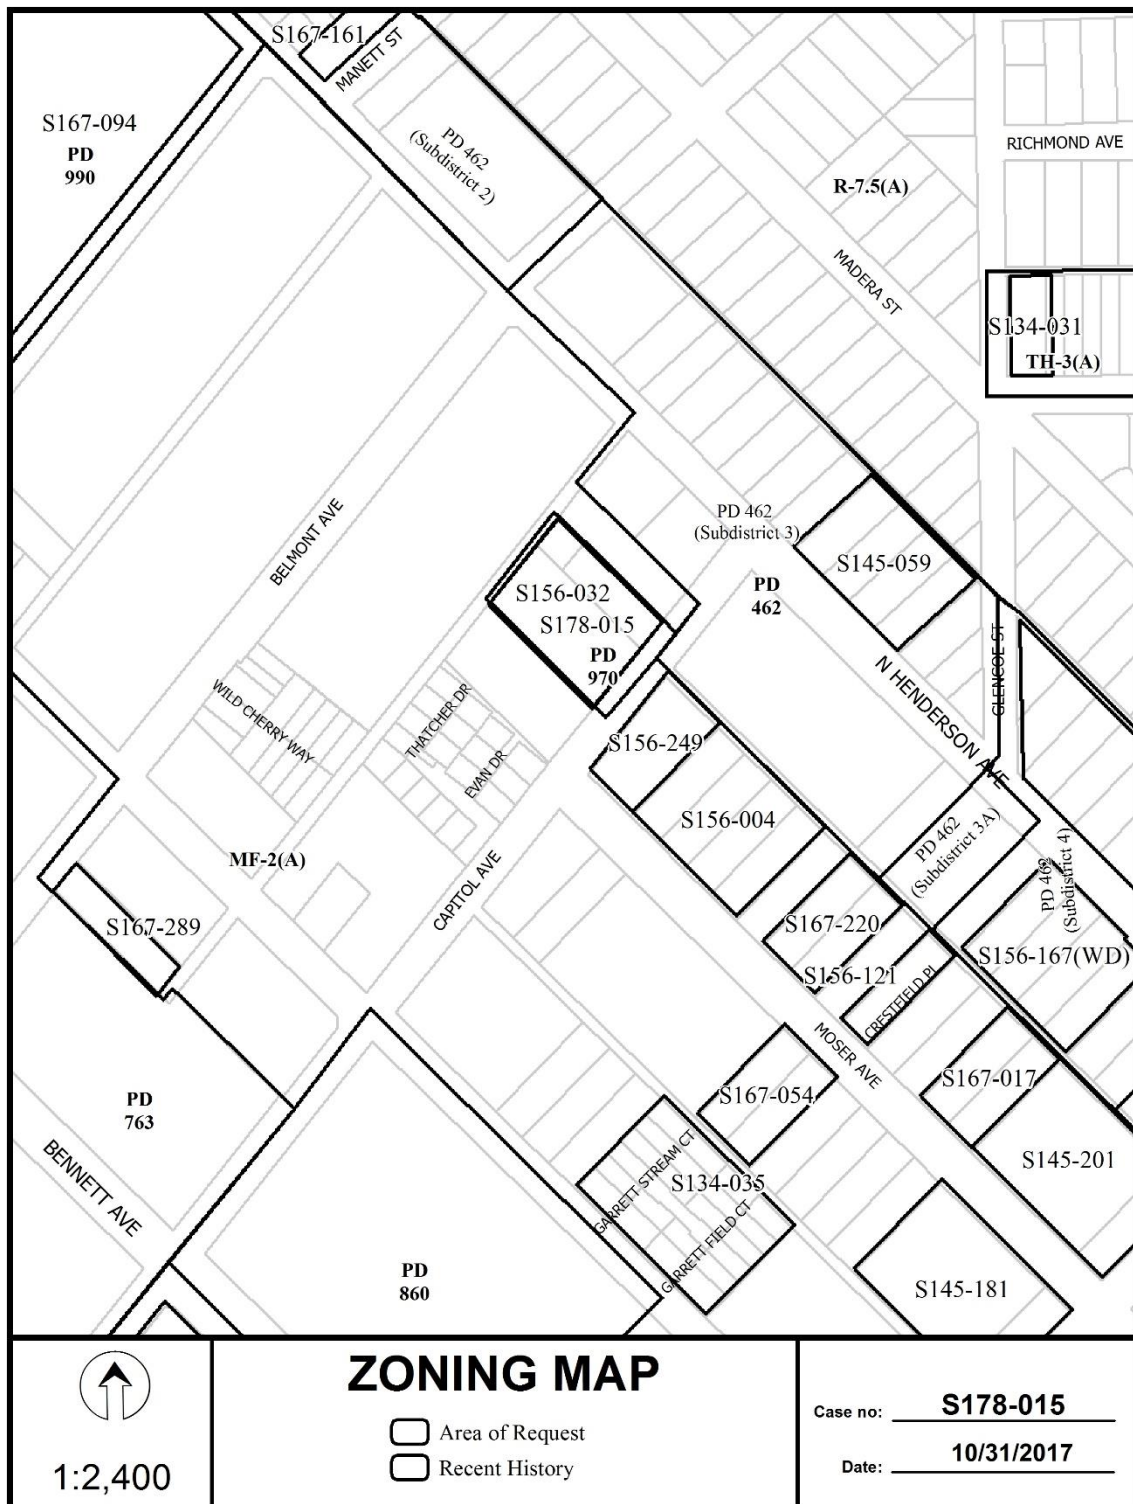 S167-161
MANETT ST
S167-094
PD
990
PD 462
(Subdistrict 2)
RICHMOND AVE
R-7.5(A)
MADERA ST
S134-031
TH-3(A)
BELMONT AVE
PD 462
(Subdistrict 3)
S145-059
PD
462
S156-032
S178-015
PD
970
GLENCOE ST
N HENDERSON AVE
WILD CHERRY WAY
THATCHER DR
EVAN DR
S156-249
S156-004
PD 462
(Subdistrict 3A)
PD 462
(Subdistrict 4)
MF-2(A)
CAPITOL AVE
S167-289
S167-220
S156-121
S156-167(WD)
CRESTFIELD Pl
MOSER AVE
S167-017
S167-054
PD
763
BENNETT AVE
GARRETT STREAM CT
S134-035
GARRETT FIELD CT
S145-201
PD
860
S145-181
1:2,400
ZONING MAP
Area of Request
Recent History
Case no: S178-015
Date: 10/31/2017